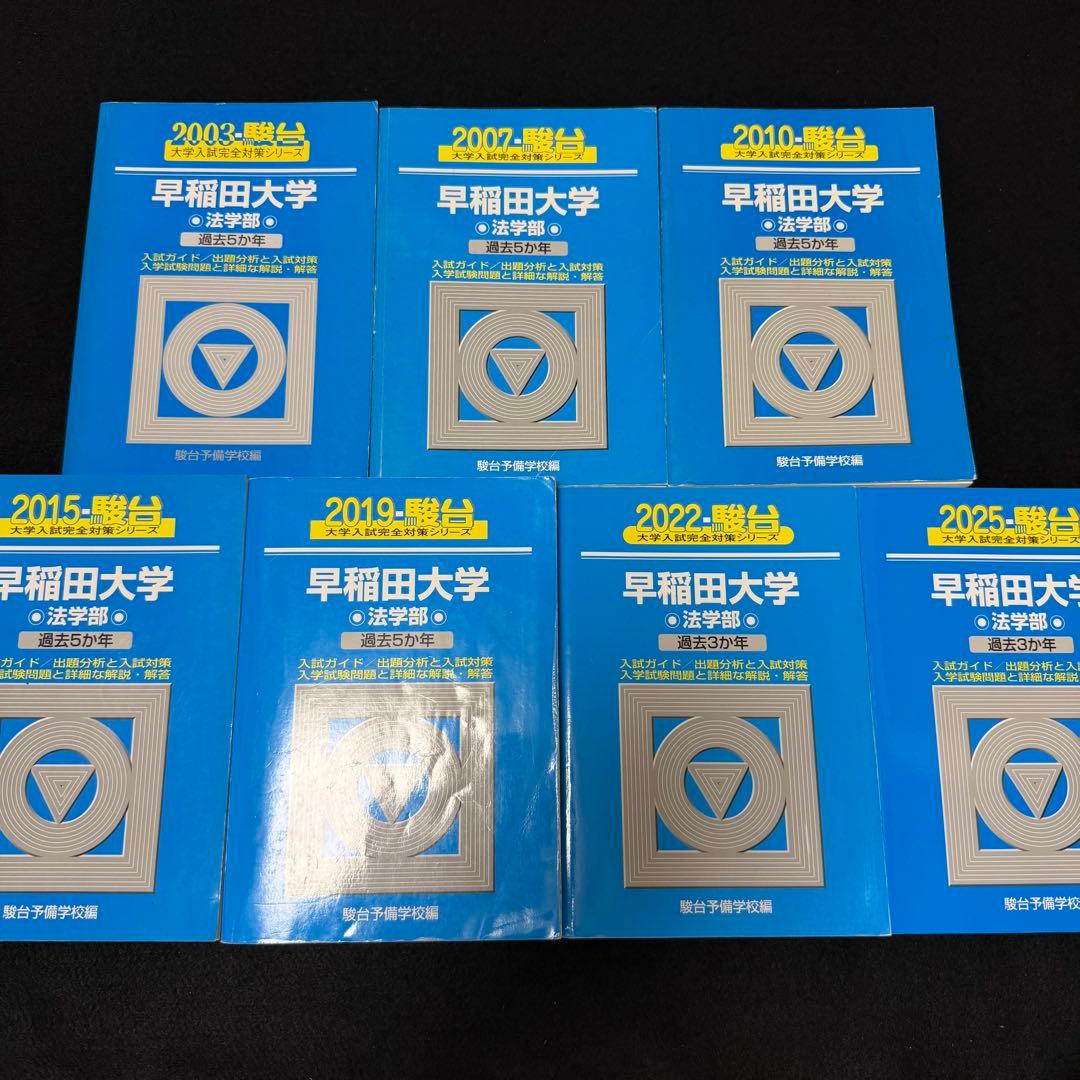 2003-駿台
大学入試完全対策シリーズ
早稲田大学
法学部
過去5か年
入試ガイド/出題分析と入試対策
入学試験問題と詳細な解説・解答
駿台予備学校編
2007-駿台
大学入試完全対策シリーズ
早稲田大学
法学部
過去5か年
入試ガイド/出題分析と入試対策
入学試験問題と詳細な解説・解答
駿台予備学校編
2010-駿台
大学入試完全対策シリーズ
早稲田大学
法学部
過去5か年
入試ガイド/出題分析と入試対策
入学試験問題と詳細な解説・解答
駿台予備学校編
2015-駿台
大学入試完全対策シリーズ
早稲田大学
法学部
過去5か年
ガイド/出題分析と入試対策
試験問題と詳細な解説・解答
駿台予備学校編
2019-駿台
大学入試完全対策シリーズ
早稲田大学
法学部
過去5か年
入試ガイド/出題分析と入試対策
入学試験問題と詳細な解説・解答
駿台予備学校編
2022-駿台
大学入試完全対策シリーズ
早稲田大学
法学部
過去3か年
入試ガイド/出題分析と入試対策
入学試験問題と詳細な解説・解答
駿台予備学校編
2025-駿台
大学入試完全対策シリーズ
早稲田大学
法学部
過去3か年
入試ガイド/出題分析と入試
入学試験問題と詳細な解説
駿台予備学校